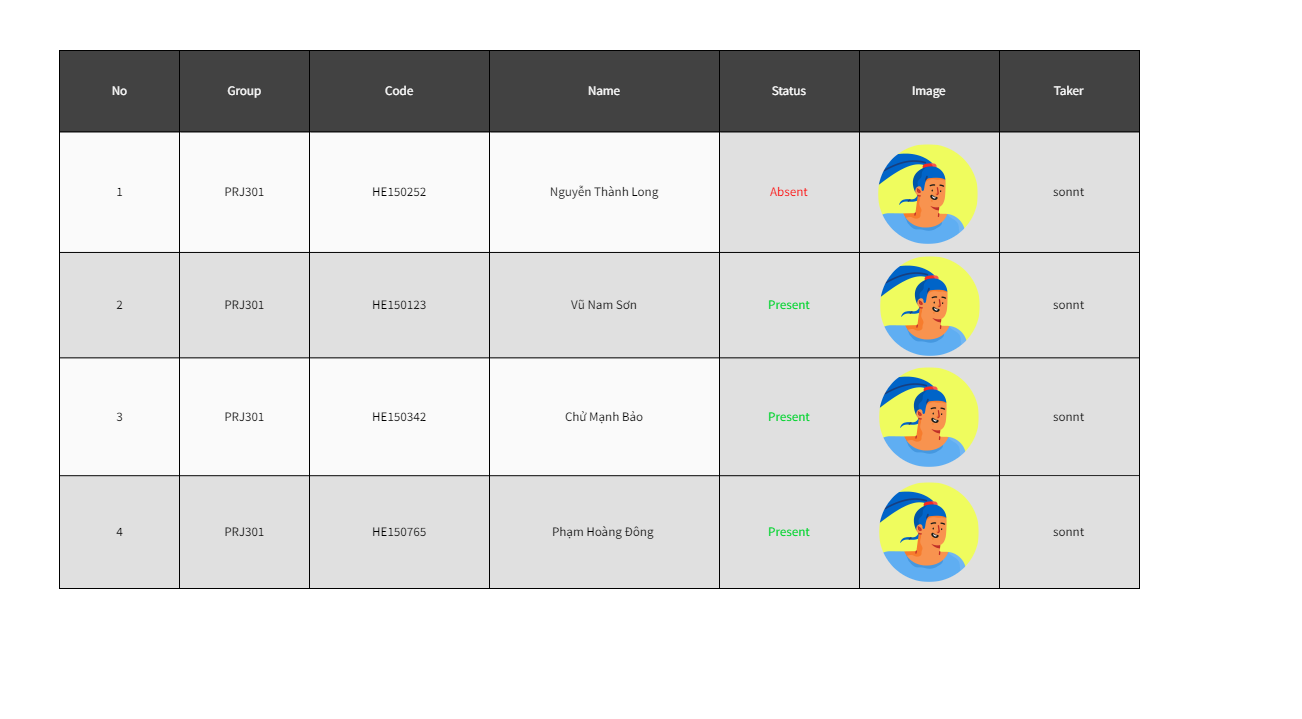 No Group Code Name Status Image Taker
1 PRJ301 HE150252 Nguyễn Thành Long Absent sonnt
2 PRJ301 HE150123 Vũ Nam Sơn Present sonnt
3 PRJ301 HE150342 Chử Mạnh Bảo Present sonnt
4 PRJ301 HE150765 Phạm Hoàng Đông Present sonnt